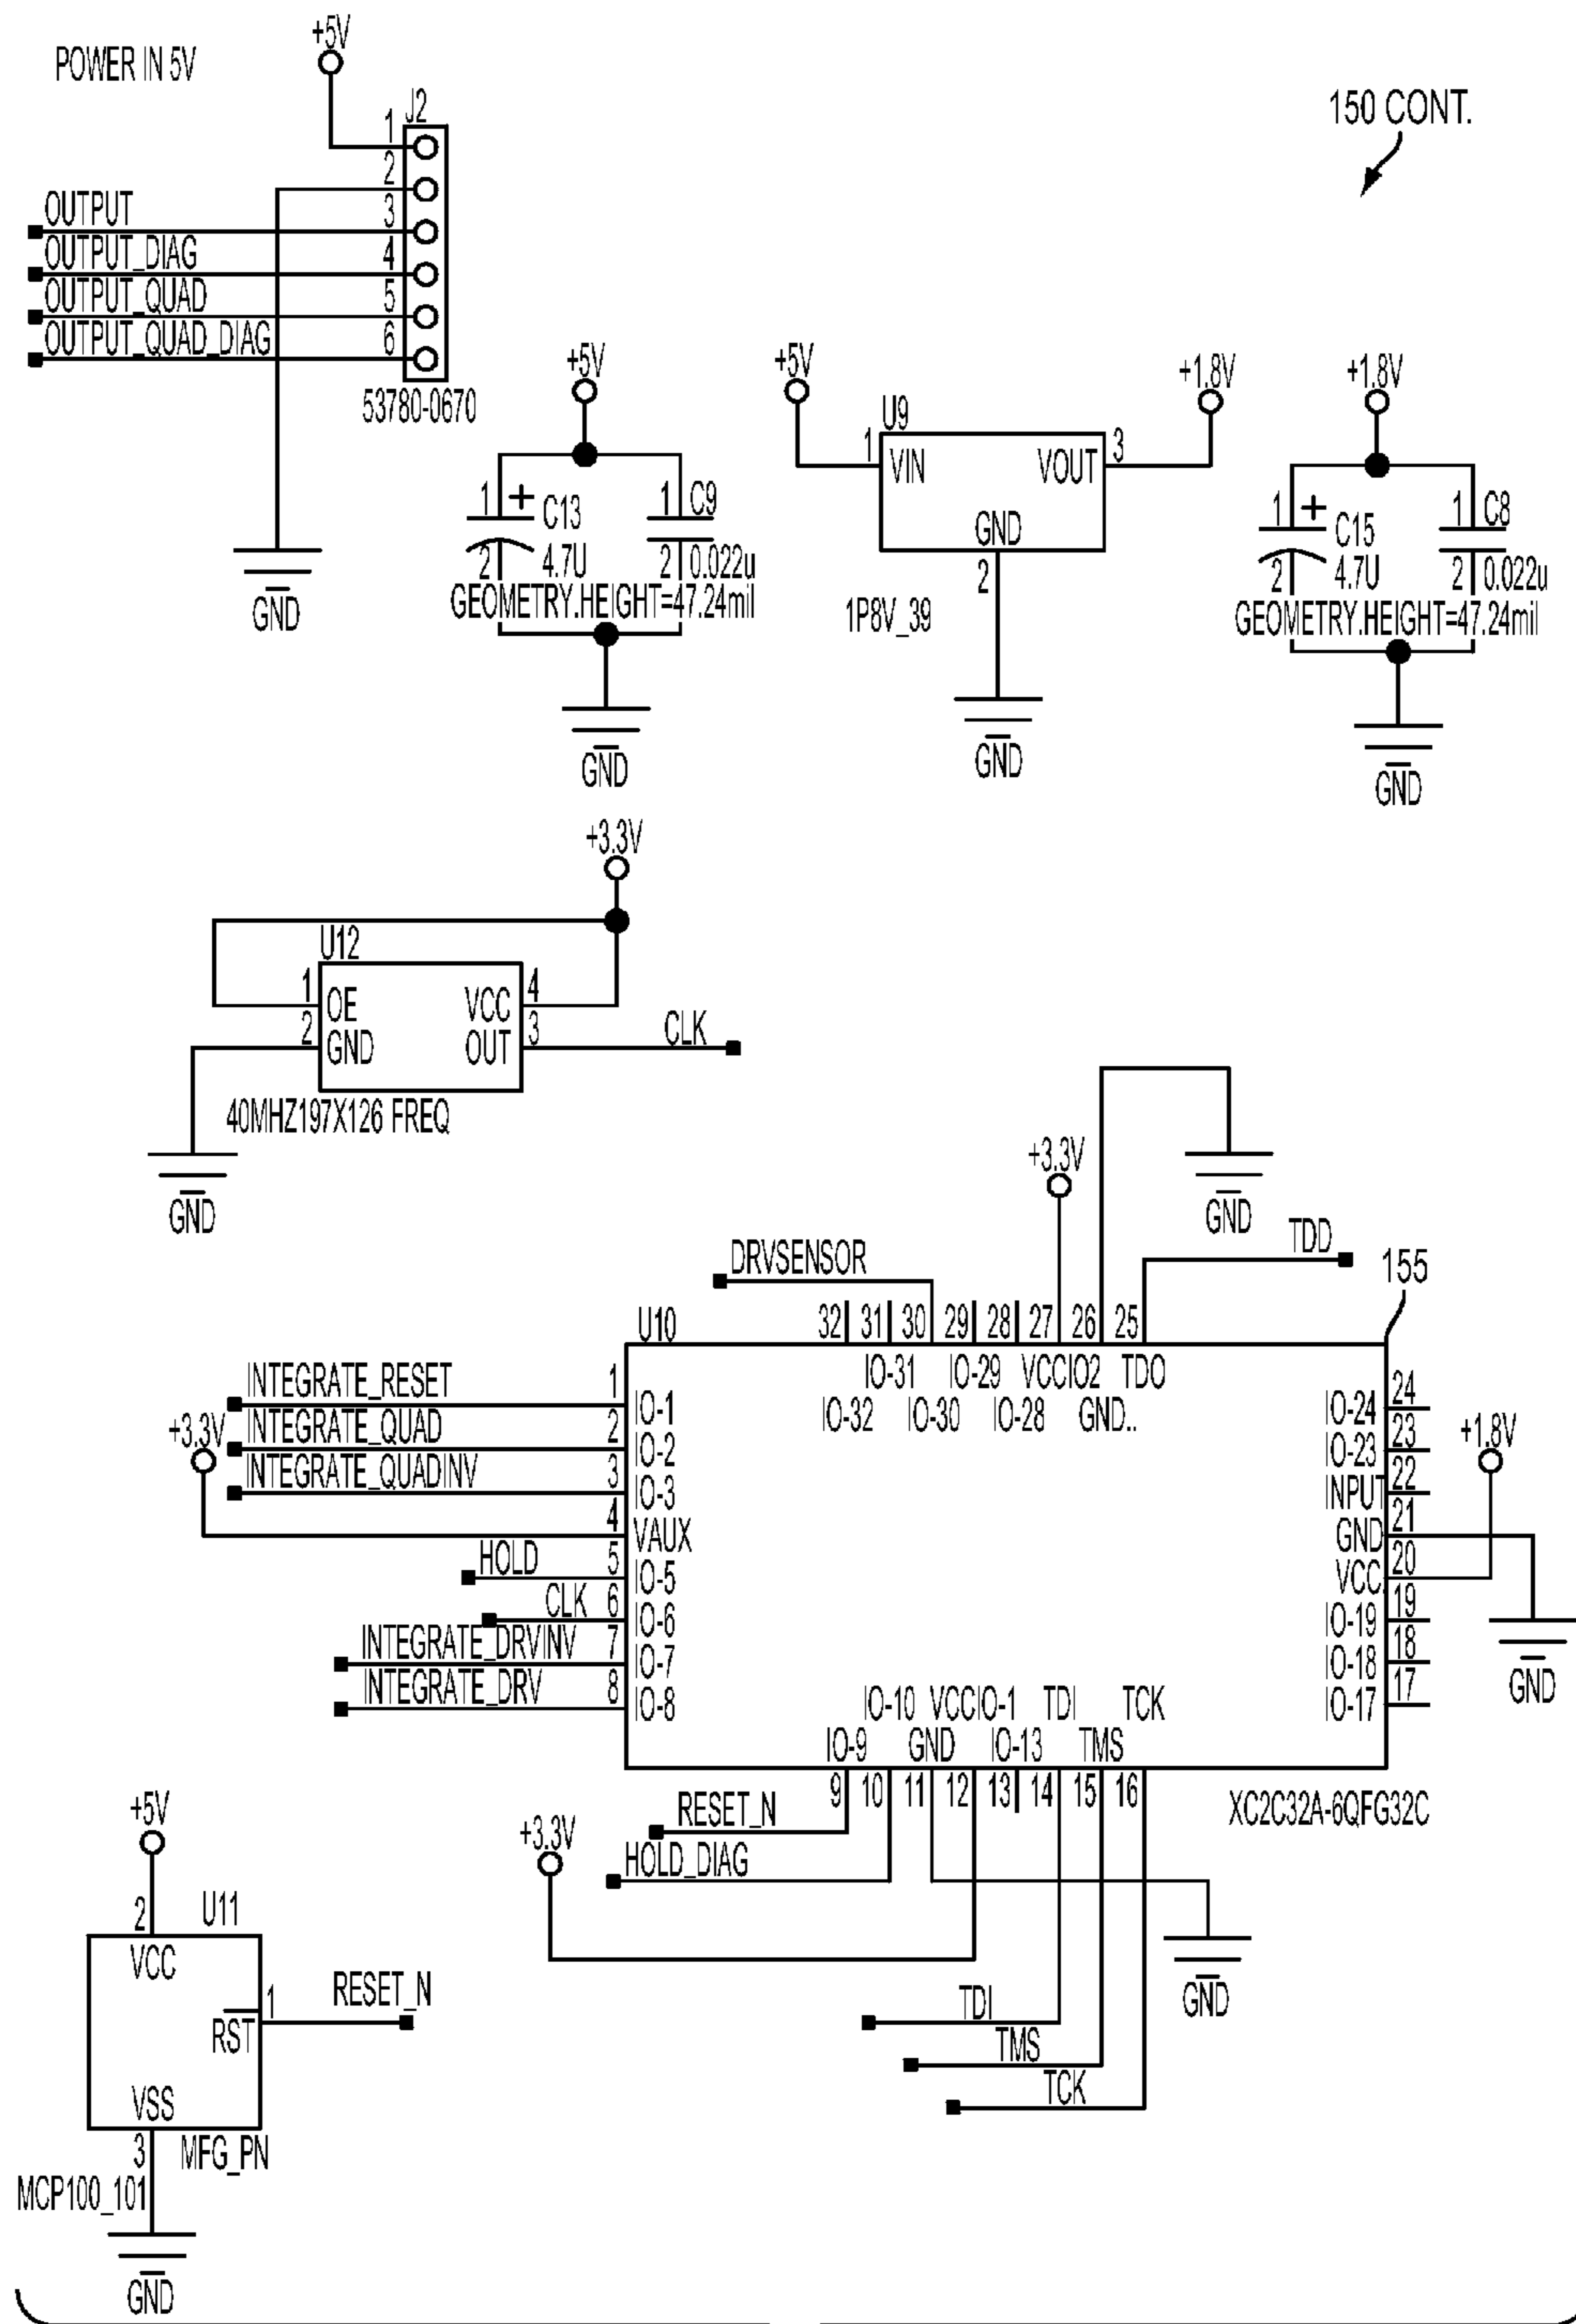 POWER IN 5V
+5V
J2
150 CONT.
1
2
3
4
5
6
OUTPUT
OUTPUT_DIAG
OUTPUT_QUAD
OUTPUT_QUAD_DIAG
53780-0670
GND
+5V
1 + C13
2 4.7U
1 C9
2 0.022u
GEOMETRY.HEIGHT=47.24mil
GND
+5V
U9
+1.8V
1 VIN
VOUT 3
GND
2
1P8V_39
GND
+1.8V
1 + C15
2 4.7U
1 C8
2 0.022u
GEOMETRY.HEIGHT=47.24mil
GND
+3.3V
U12
1 OE
2 GND
VCC 4
OUT 3
CLK
40MHZ197X126 FREQ
GND
+3.3V
GND
DRVSENSOR
TDD
155
U10
32 31 30 29 28 27 26 25
IO-31 IO-29 VCCIO2 TDO
IO-32 IO-30 IO-28 GND..
INTEGRATE_RESET 1 IO-1
INTEGRATE_QUAD 2 IO-2
INTEGRATE_QUADINV 3 IO-3
+3.3V
4 VAUX
HOLD 5 IO-5
CLK 6 IO-6
INTEGRATE_DRVINV 7 IO-7
INTEGRATE_DRV 8 IO-8
IO-24 24
IO-23 23
INPUT 22
GND 21
VCC 20
IO-19 19
IO-18 18
IO-17 17
+1.8V
GND
IO-10 VCCIO-1 TDI TCK
IO-9 GND IO-13 TMS
9 10 11 12 13 14 15 16
XC2C32A-6QFG32C
RESET_N
HOLD_DIAG
+3.3V
GND
TDI
TMS
TCK
+5V
2
U11
VCC
RST
1
RESET_N
VSS
3
MFG_PN
MCP100_101
GND